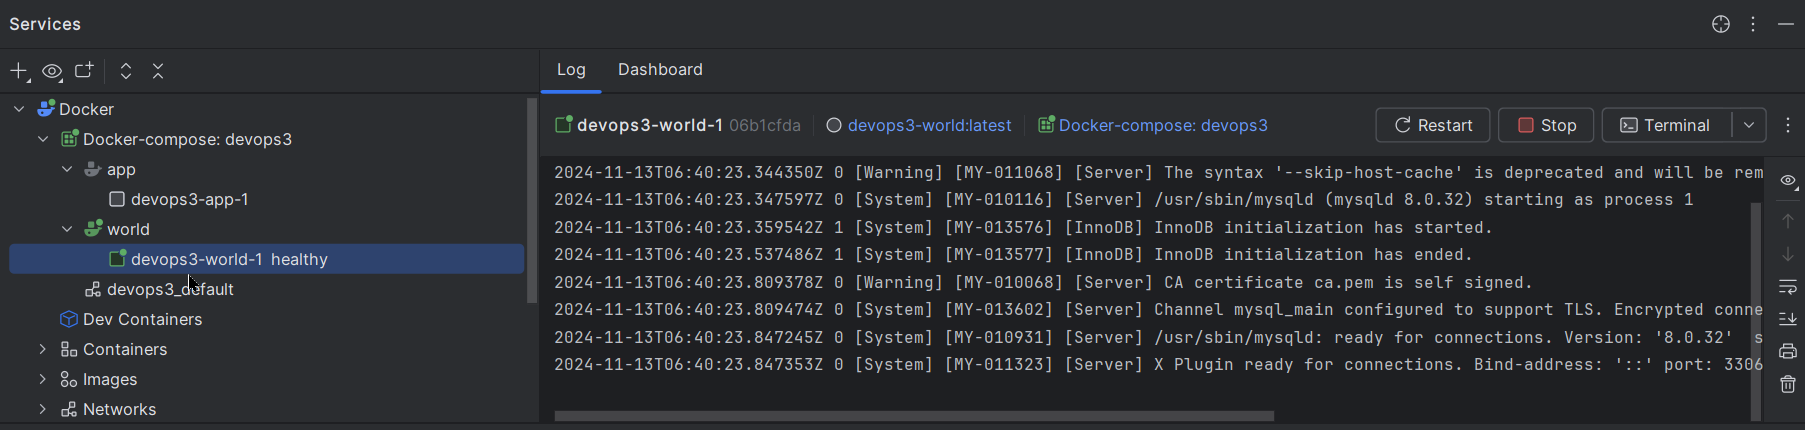 Services
Log Dashboard
Docker
Docker-compose: devops3
app
devops3-app-1
world
devops3-world-1 healthy
devops3_default
Dev Containers
Containers
Images
Networks
devops3-world-1 06b1cfda devops3-world:latest Docker-compose: devops3 Restart Stop Terminal
2024-11-13T06:40:23.344350Z 0 [Warning] [MY-011068] [Server] The syntax '--skip-host-cache' is deprecated and will be rem
2024-11-13T06:40:23.347597Z 0 [System] [MY-010116] [Server] /usr/sbin/mysqld (mysqld 8.0.32) starting as process 1
2024-11-13T06:40:23.359542Z 1 [System] [MY-013576] [InnoDB] InnoDB initialization has started.
2024-11-13T06:40:23.537486Z 1 [System] [MY-013577] [InnoDB] InnoDB initialization has ended.
2024-11-13T06:40:23.809378Z 0 [Warning] [MY-010068] [Server] CA certificate ca.pem is self signed.
2024-11-13T06:40:23.809474Z 0 [System] [MY-013602] [Server] Channel mysql_main configured to support TLS. Encrypted conne
2024-11-13T06:40:23.847245Z 0 [System] [MY-010931] [Server] /usr/sbin/mysqld: ready for connections. Version: '8.0.32' s
2024-11-13T06:40:23.847353Z 0 [System] [MY-011323] [Server] X Plugin ready for connections. Bind-address: '::' port: 3306